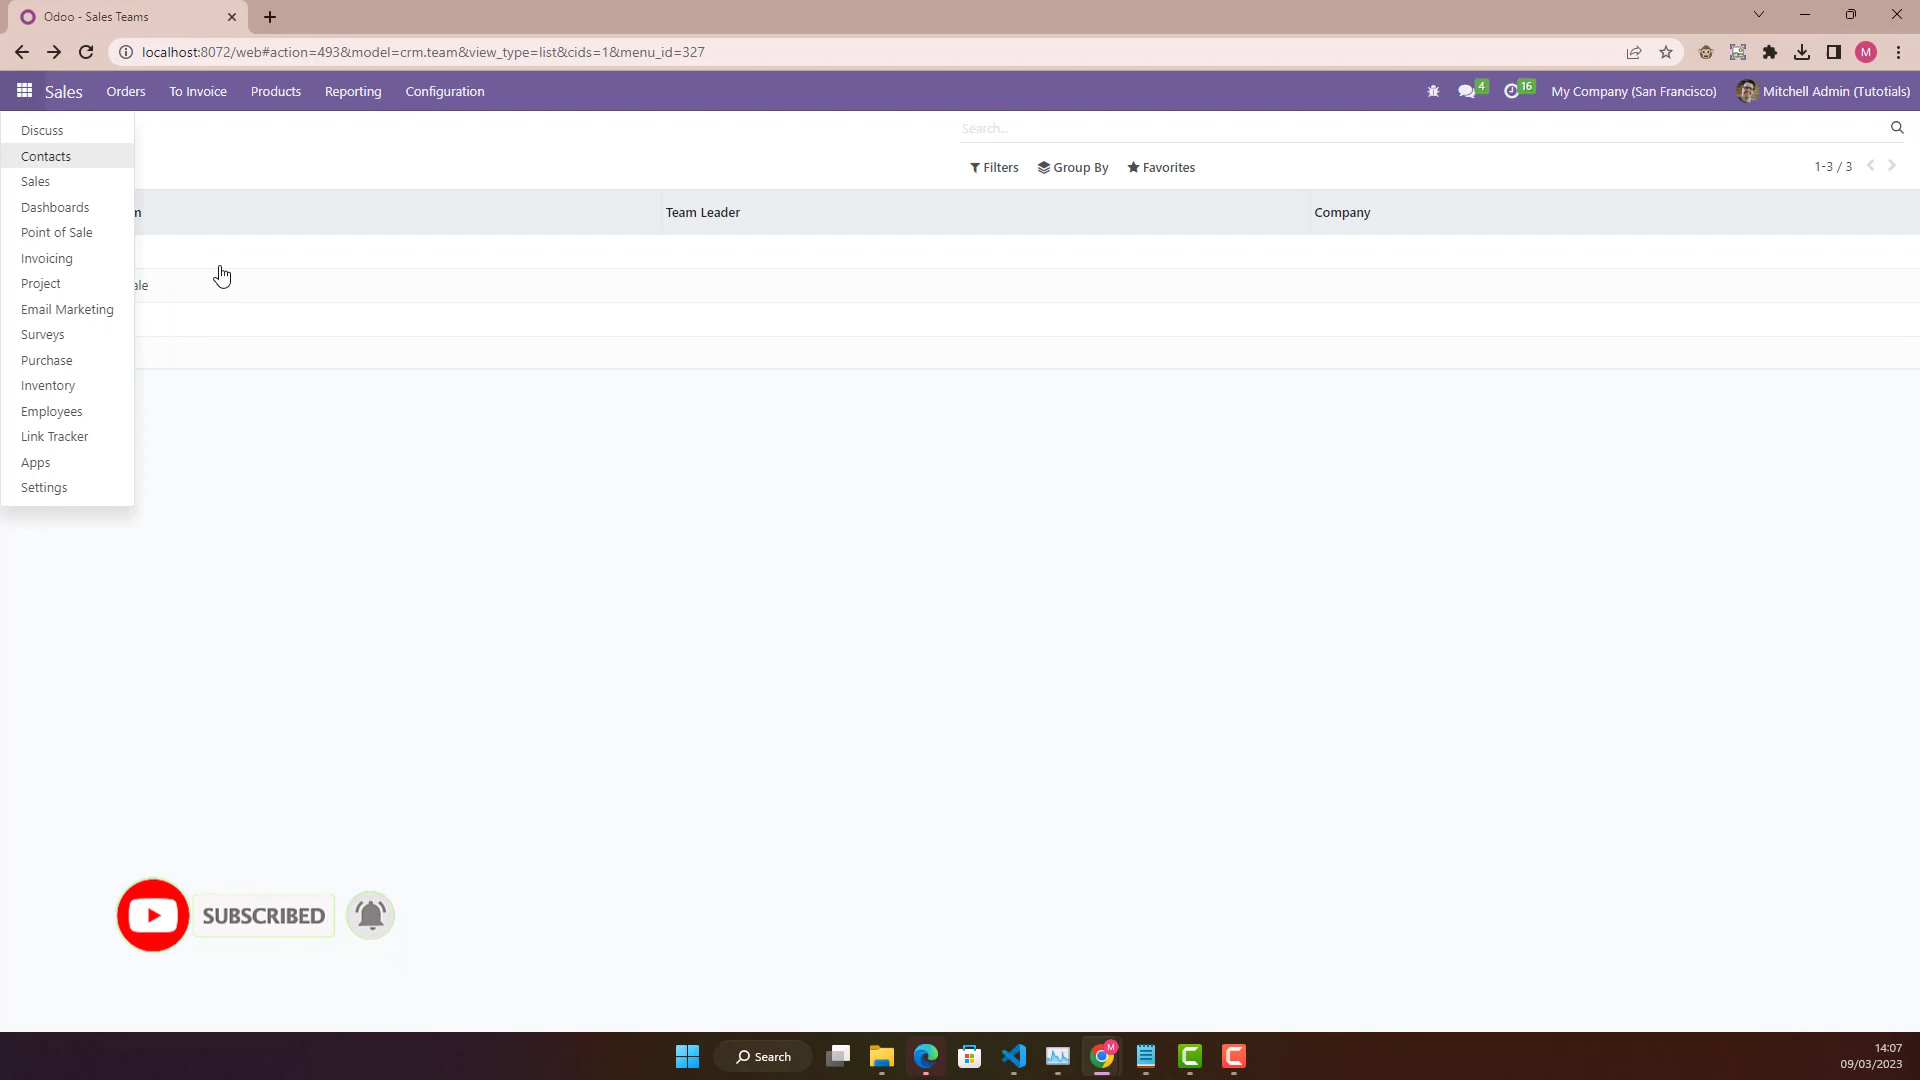 Odoo - Sales Teams
localhost:8072/web#action=493&model=crm.team&view_type=list&cids=1&menu_id=327
M
Sales Orders To Invoice Products Reporting Configuration
4 16 My Company (San Francisco) Mitchell Admin (Tutotials)
Discuss
Contacts
Sales
Dashboards
Point of Sale
Invoicing
Project
Email Marketing
Surveys
Purchase
Inventory
Employees
Link Tracker
Apps
Settings
Search...
Filters Group By Favorites 1-3 / 3
m Team Leader Company
ale
SUBSCRIBED
Search
M
14:07
09/03/2023